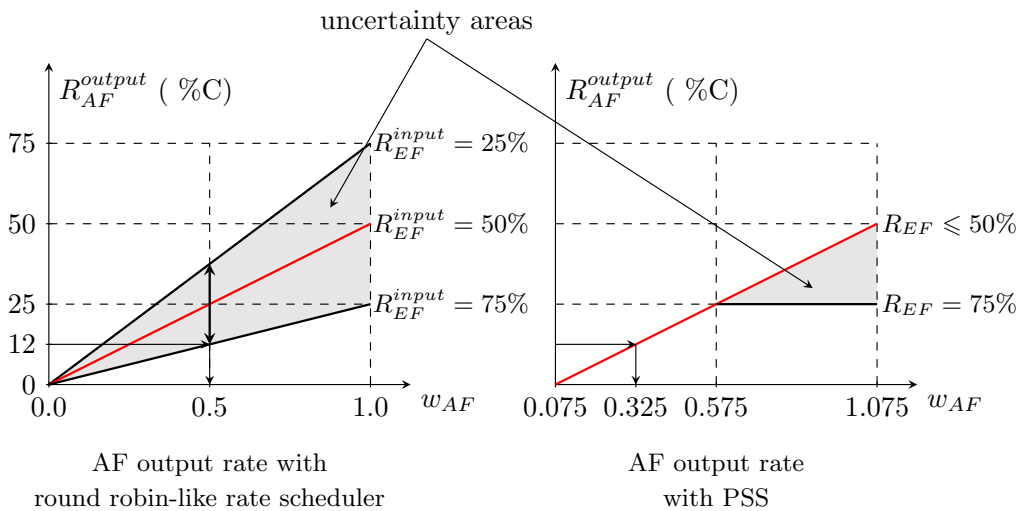 uncertainty areas
R_{AF}^{output} ( %C)
75
50
25
12
0
R_{EF}^{input} = 25%
R_{EF}^{input} = 50%
R_{EF}^{input} = 75%
0.0 0.5 1.0 w_{AF}
AF output rate with
round robin-like rate scheduler
R_{AF}^{output} ( %C)
R_{EF} ⩽ 50%
R_{EF} = 75%
0.075 0.325 0.575 1.075 w_{AF}
AF output rate
with PSS